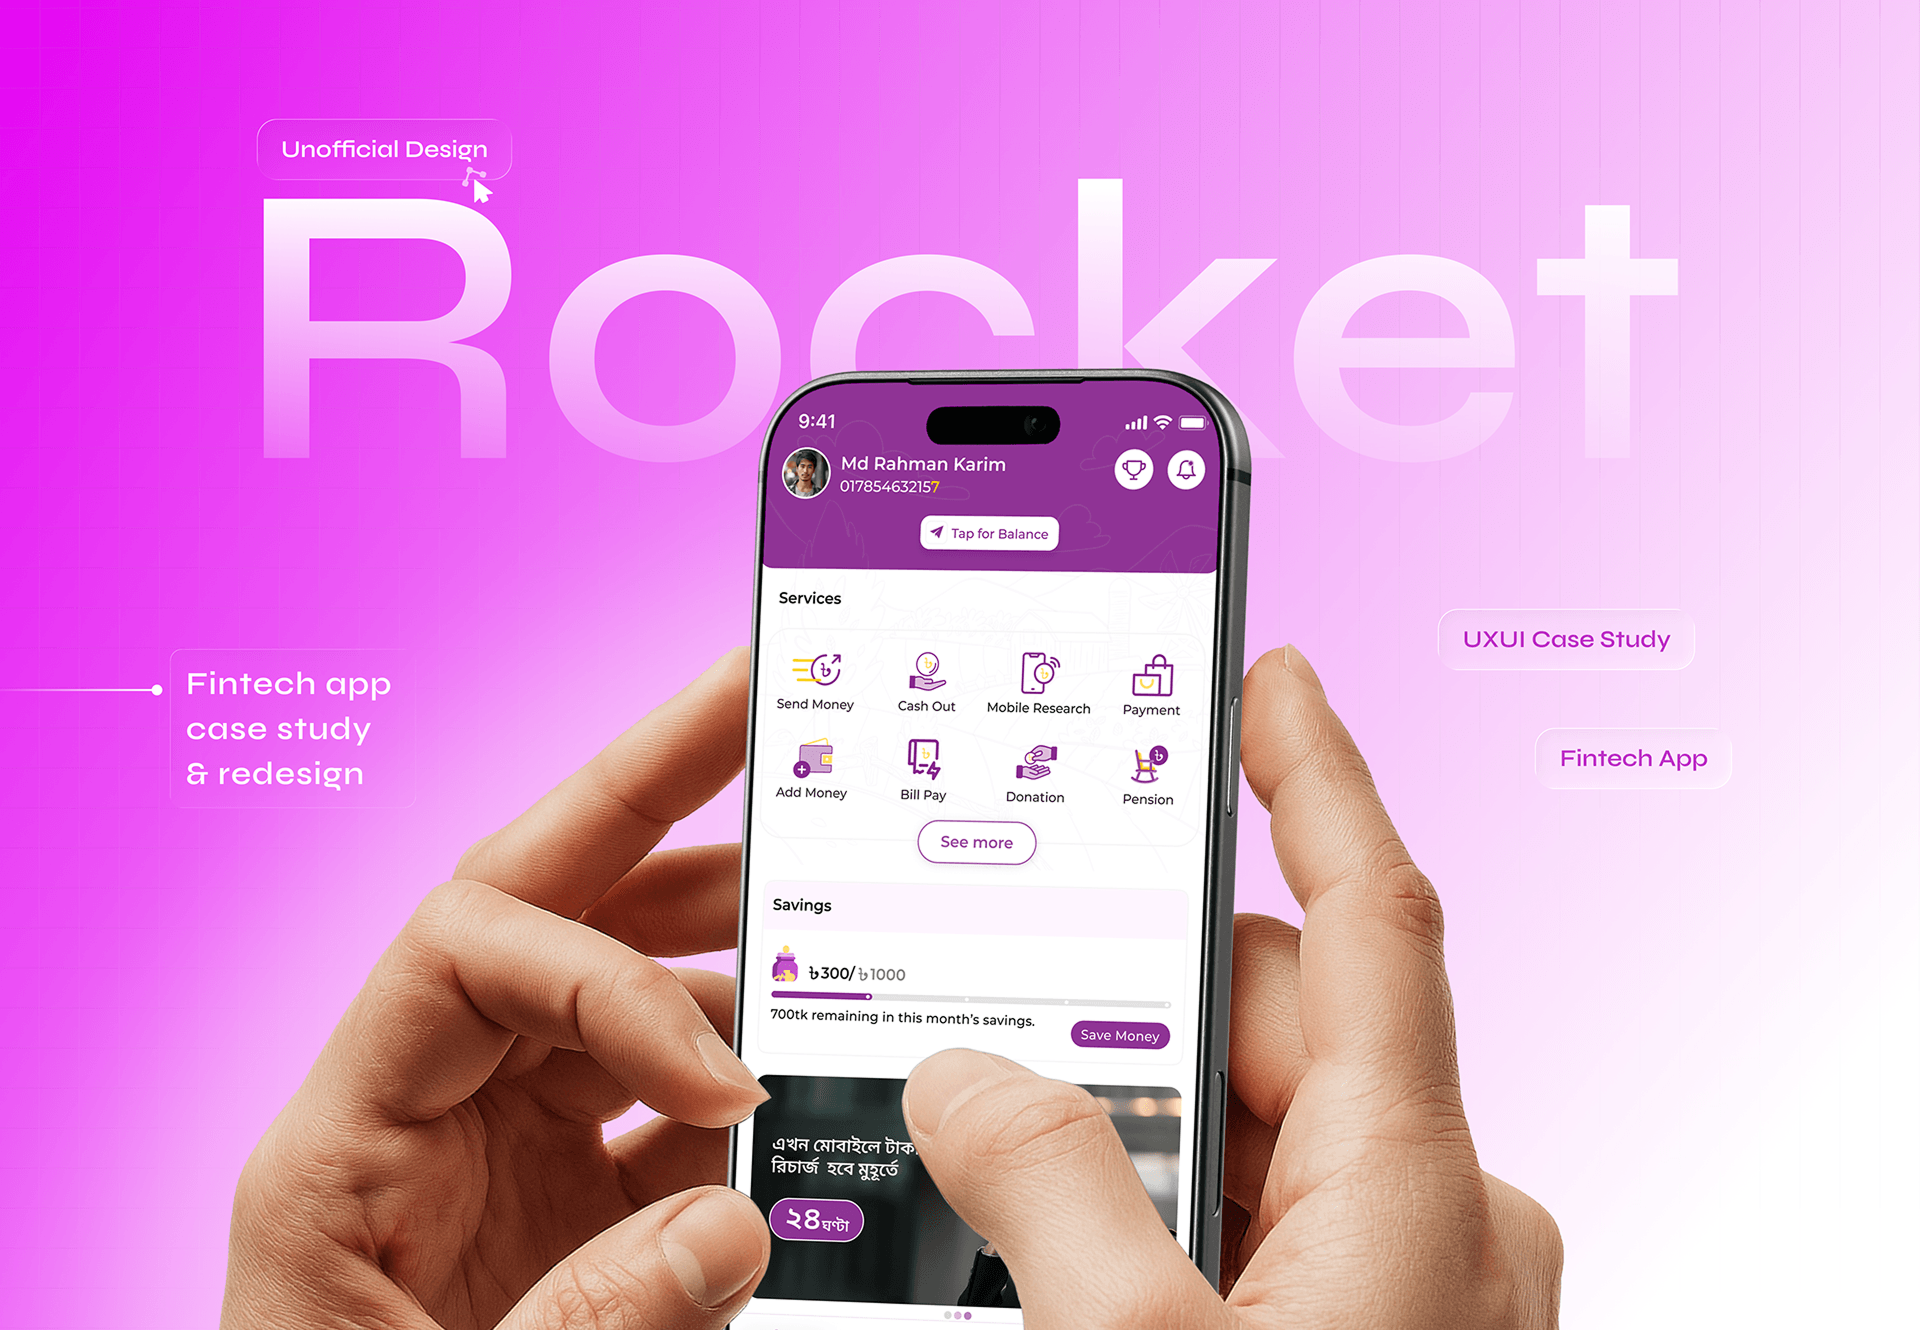 Unofficial Design
Rocket
Fintech app
case study
& redesign
UXUI Case Study
Fintech App
9:41
Md Rahman Karim
017854632157
Tap for Balance
Services
Send Money
Cash Out
Mobile Research
Payment
Add Money
Bill Pay
Donation
Pension
See more
Savings
৳300/ ৳1000
700tk remaining in this month's savings.
Save Money
এখন মোবাইলে টাকা
রিচার্জ হবে মুহূর্তে
২৪ ঘণ্টা